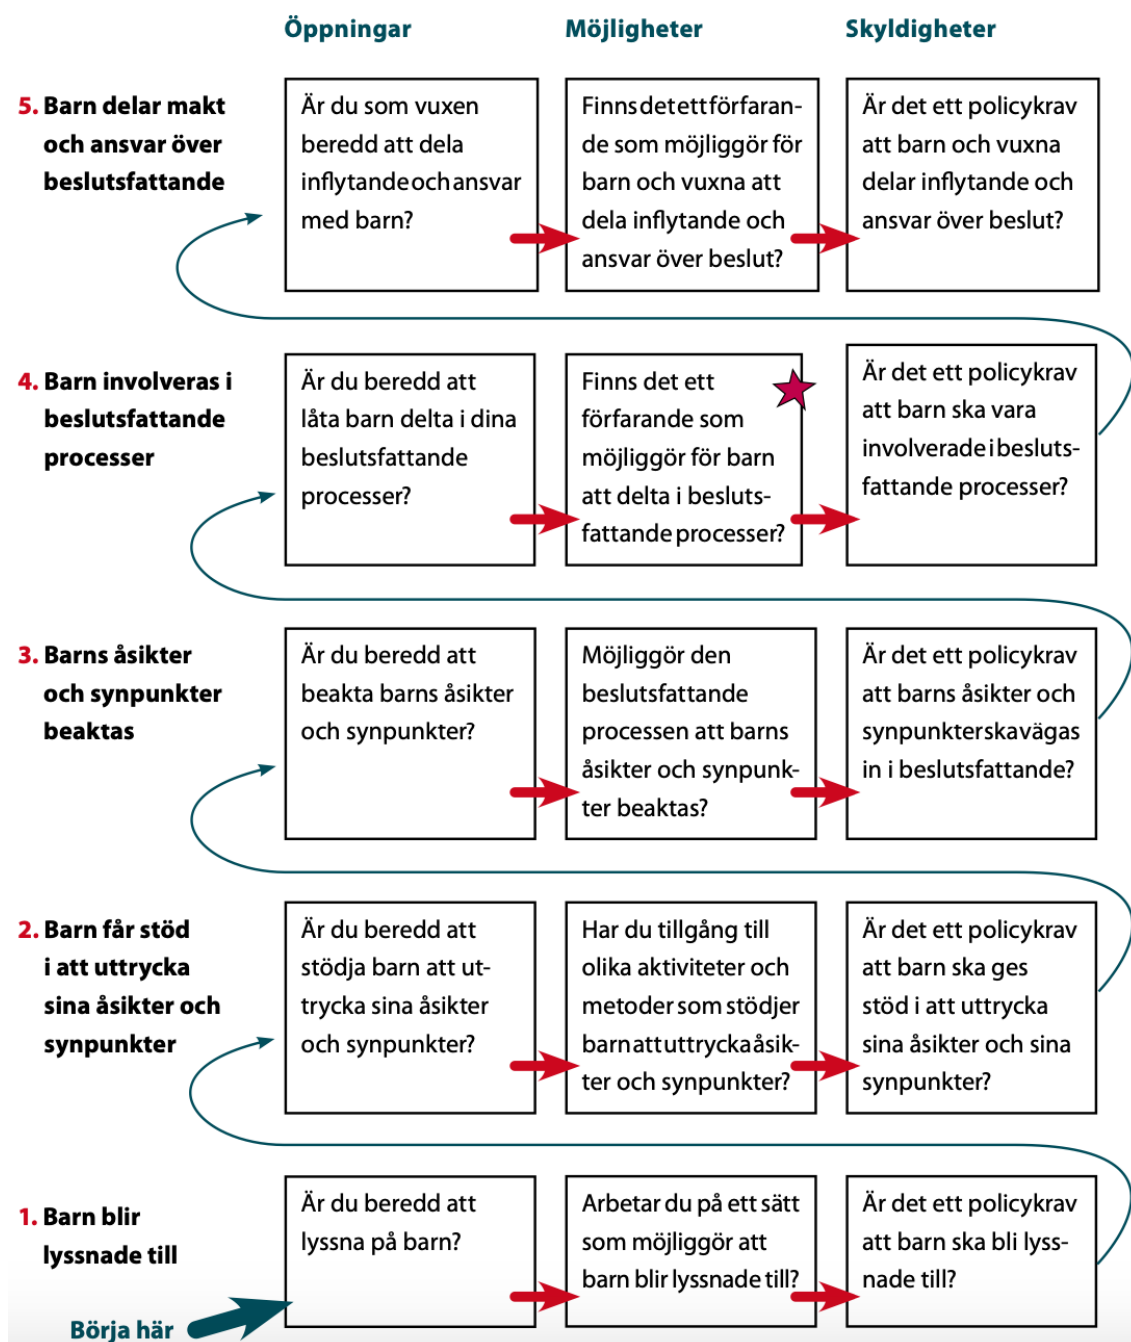 Öppningar
Möjligheter
Skyldigheter
5. Barn delar makt
och ansvar över
beslutsfattande
Är du som vuxen
beredd att dela
inflytande och ansvar
med barn?
Finns det ett förfaran-
de som möjliggör för
barn och vuxna att
dela inflytande och
ansvar över beslut?
Är det ett policykrav
att barn och vuxna
delar inflytande och
ansvar över beslut?
4. Barn involveras i
beslutsfattande
processer
Är du beredd att
låta barn delta i dina
beslutsfattande
processer?
Finns det ett
förfarande som
möjliggör för barn
att delta i besluts-
fattande processer?
Är det ett policykrav
att barn ska vara
involverade i besluts-
fattande processer?
3. Barns åsikter
och synpunkter
beaktas
Är du beredd att
beakta barns åsikter
och synpunkter?
Möjliggör den
beslutsfattande
processen att barns
åsikter och synpunk-
ter beaktas?
Är det ett policykrav
att barns åsikter och
synpunkter ska vägas
in i beslutsfattande?
2. Barn får stöd
i att uttrycka
sina åsikter och
synpunkter
Är du beredd att
stödja barn att ut-
trycka sina åsikter
och synpunkter?
Har du tillgång till
olika aktiviteter och
metoder som stödjer
barn att uttrycka åsik-
ter och synpunkter?
Är det ett policykrav
att barn ska ges
stöd i att uttrycka
sina åsikter och sina
synpunkter?
1. Barn blir
lyssnade till
Är du beredd att
lyssna på barn?
Arbetar du på ett sätt
som möjliggör att
barn blir lyssnade till?
Är det ett policykrav
att barn ska bli lyss-
nade till?
Börja här